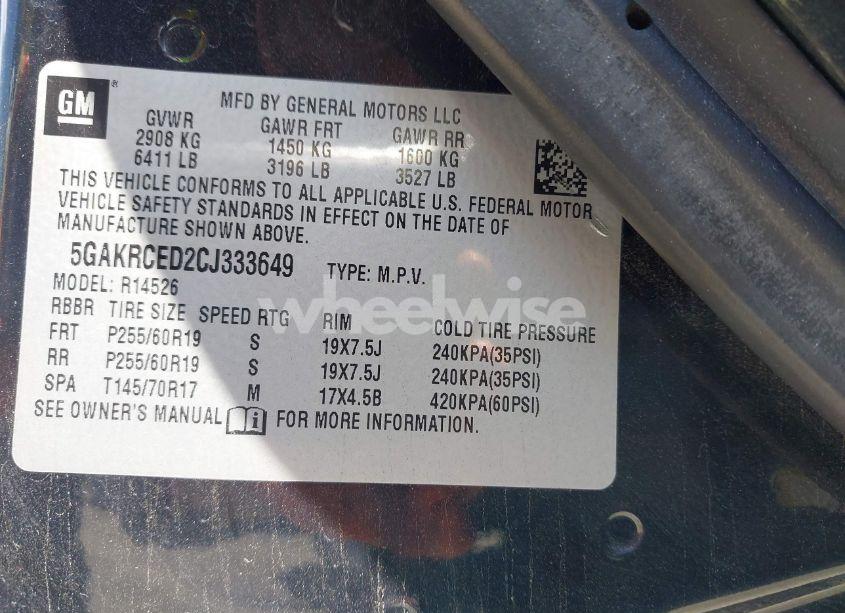 GM ®
MFD BY GENERAL MOTORS LLC
GVWR GAWR FRT GAWR RR
2908 KG 1450 KG 1600 KG
6411 LB 3196 LB 3527 LB
THIS VEHICLE CONFORMS TO ALL APPLICABLE U.S. FEDERAL MOTOR
VEHICLE SAFETY STANDARDS IN EFFECT ON THE DATE OF
MANUFACTURE SHOWN ABOVE.
5GAKRCED2CJ333649 TYPE: M.P.V.
MODEL: R14526
RBBR TIRE SIZE SPEED RTG RIM COLD TIRE PRESSURE
FRT P255/60R19 S 19X7.5J 240KPA(35PSI)
RR P255/60R19 S 19X7.5J 240KPA(35PSI)
SPA T145/70R17 M 17X4.5B 420KPA(60PSI)
SEE OWNER'S MANUAL i FOR MORE INFORMATION.
wheelwise